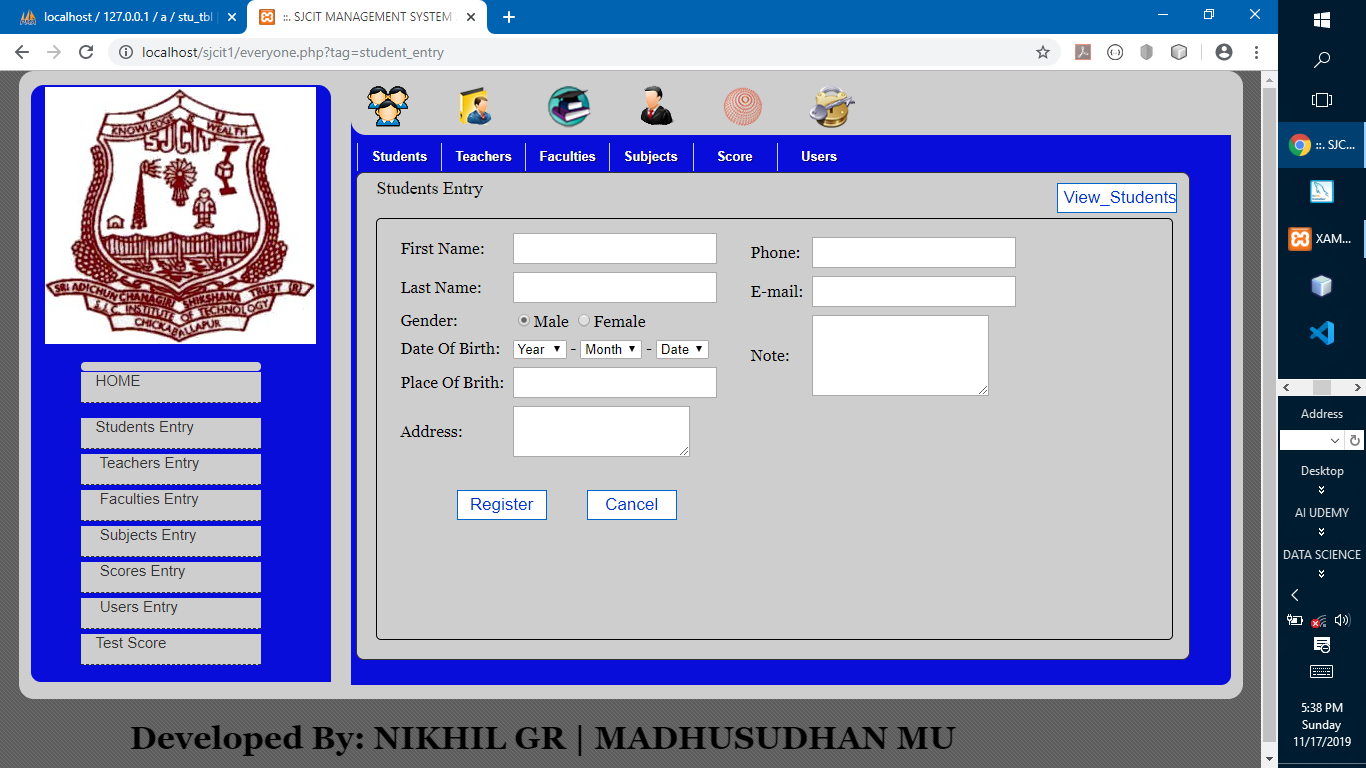 localhost / 127.0.0.1 / a / stu_tbl
::. SJCIT MANAGEMENT SYSTEM .
localhost/sjcit1/everyone.php?tag=student_entry
V T U
KNOWLEDGE WEALTH
SJCIT
SRI ADICHUNCHANAGIRI SHIKSHANA TRUST (R)
S.J.C. INSTITUTE OF TECHNOLOGY
CHICKABALLAPUR
HOME
Students Entry
Teachers Entry
Faculties Entry
Subjects Entry
Scores Entry
Users Entry
Test Score
Students Teachers Faculties Subjects Score Users
Students Entry
View_Students
First Name:
Last Name:
Gender: Male Female
Date Of Birth: Year - Month - Date
Place Of Brith:
Address:
Phone:
E-mail:
Note:
Register Cancel
Developed By: NIKHIL GR | MADHUSUDHAN MU
::. SJC...
XAM...
Address
Desktop
AI UDEMY
DATA SCIENCE
5:38 PM
Sunday
11/17/2019